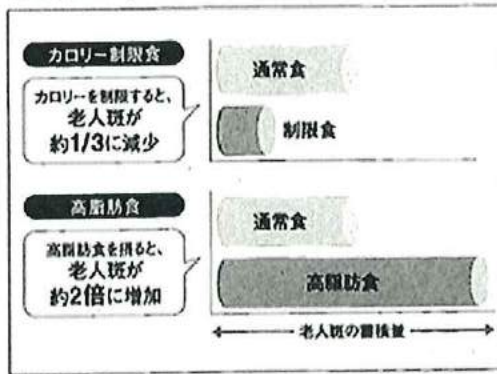 カロリー制限食
カロリーを制限すると、
老人斑が
約1/3に減少
通常食
制限食
高脂肪食
高脂肪食を摂ると、
老人斑が
約2倍に増加
通常食
高脂肪食
老人斑の蓄積量